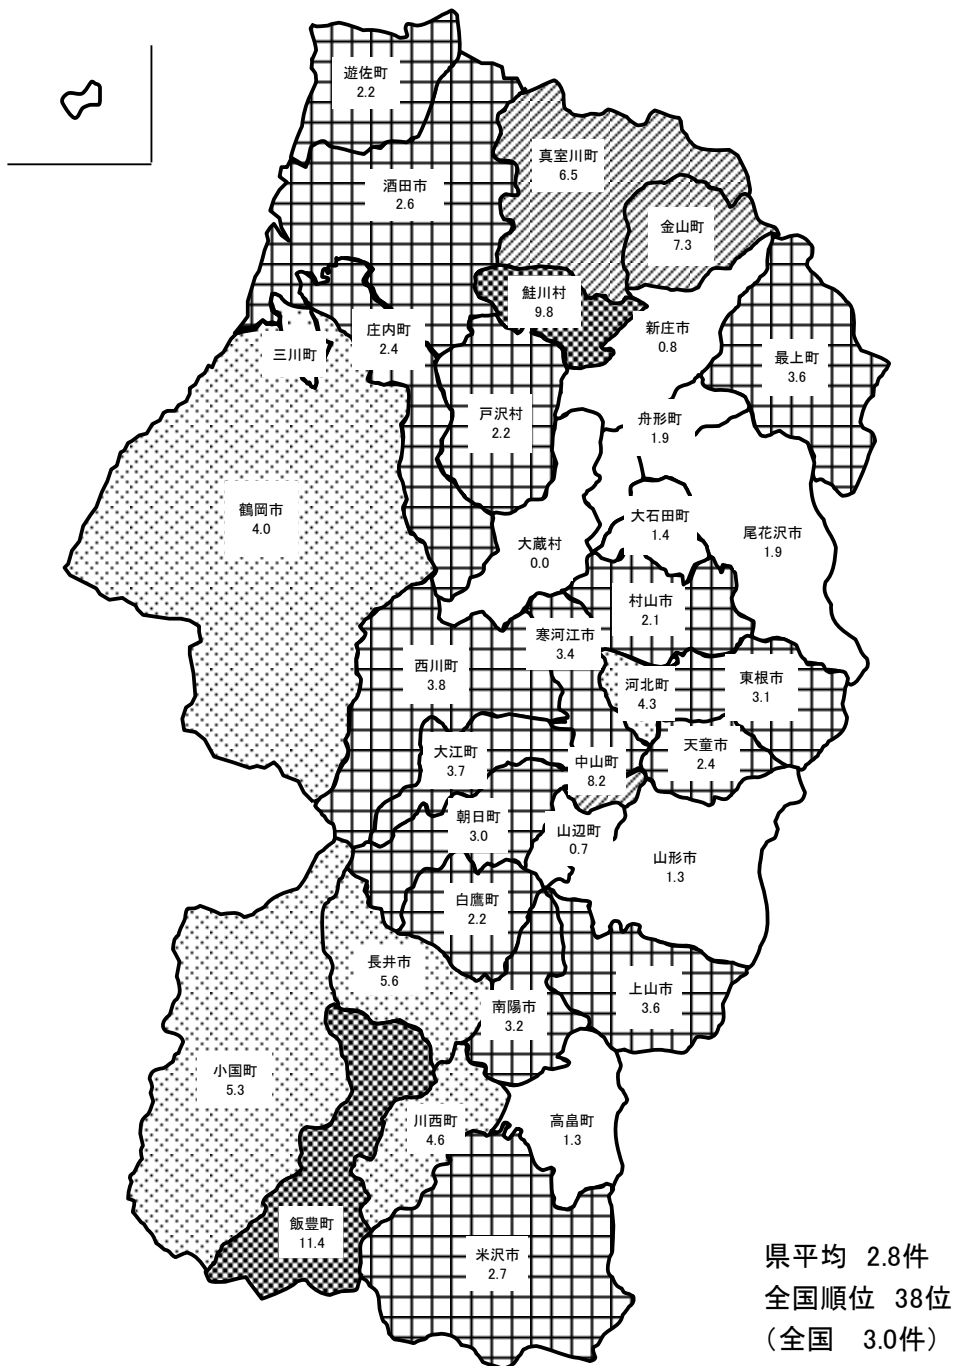 遊佐町
2.2
真室川町
6.5
酒田市
2.6
金山町
7.3
鮭川村
9.8
新庄市
0.8
庄内町
2.4
三川町
最上町
3.6
戸沢村
2.2
舟形町
1.9
鶴岡市
4.0
大石田町
1.4
尾花沢市
1.9
大蔵村
0.0
村山市
2.1
寒河江市
3.4
西川町
3.8
河北町
4.3
東根市
3.1
大江町
3.7
中山町
8.2
天童市
2.4
朝日町
3.0
山辺町
0.7
山形市
1.3
白鷹町
2.2
長井市
5.6
南陽市
3.2
上山市
3.6
小国町
5.3
川西町
4.6
高畠町
1.3
飯豊町
11.4
米沢市
2.7
県平均 2.8件
全国順位 38位
(全国 3.0件)